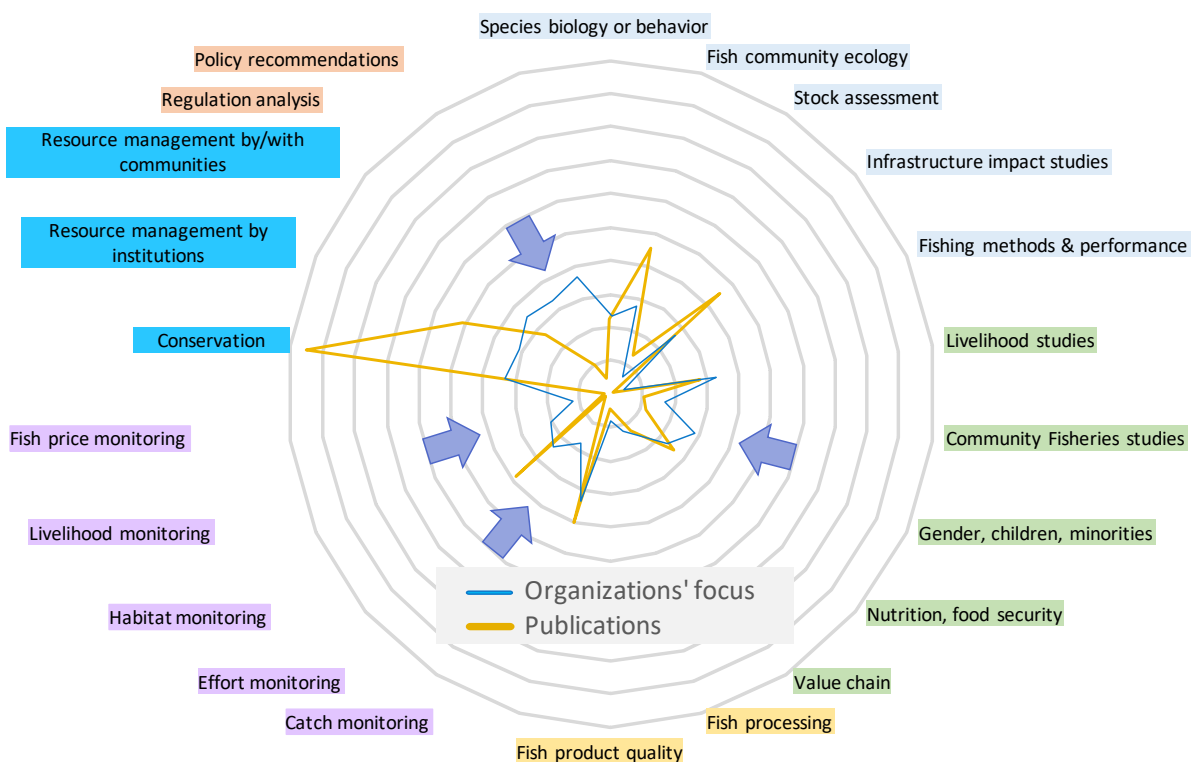 Species biology or behavior
Fish community ecology
Stock assessment
Infrastructure impact studies
Fishing methods & performance
Livelihood studies
Community Fisheries studies
Gender, children, minorities
Nutrition, food security
Value chain
Fish processing
Fish product quality
Catch monitoring
Effort monitoring
Habitat monitoring
Livelihood monitoring
Fish price monitoring
Conservation
Resource management by
institutions
Resource management by/with
communities
Regulation analysis
Policy recommendations
Organizations' focus
Publications